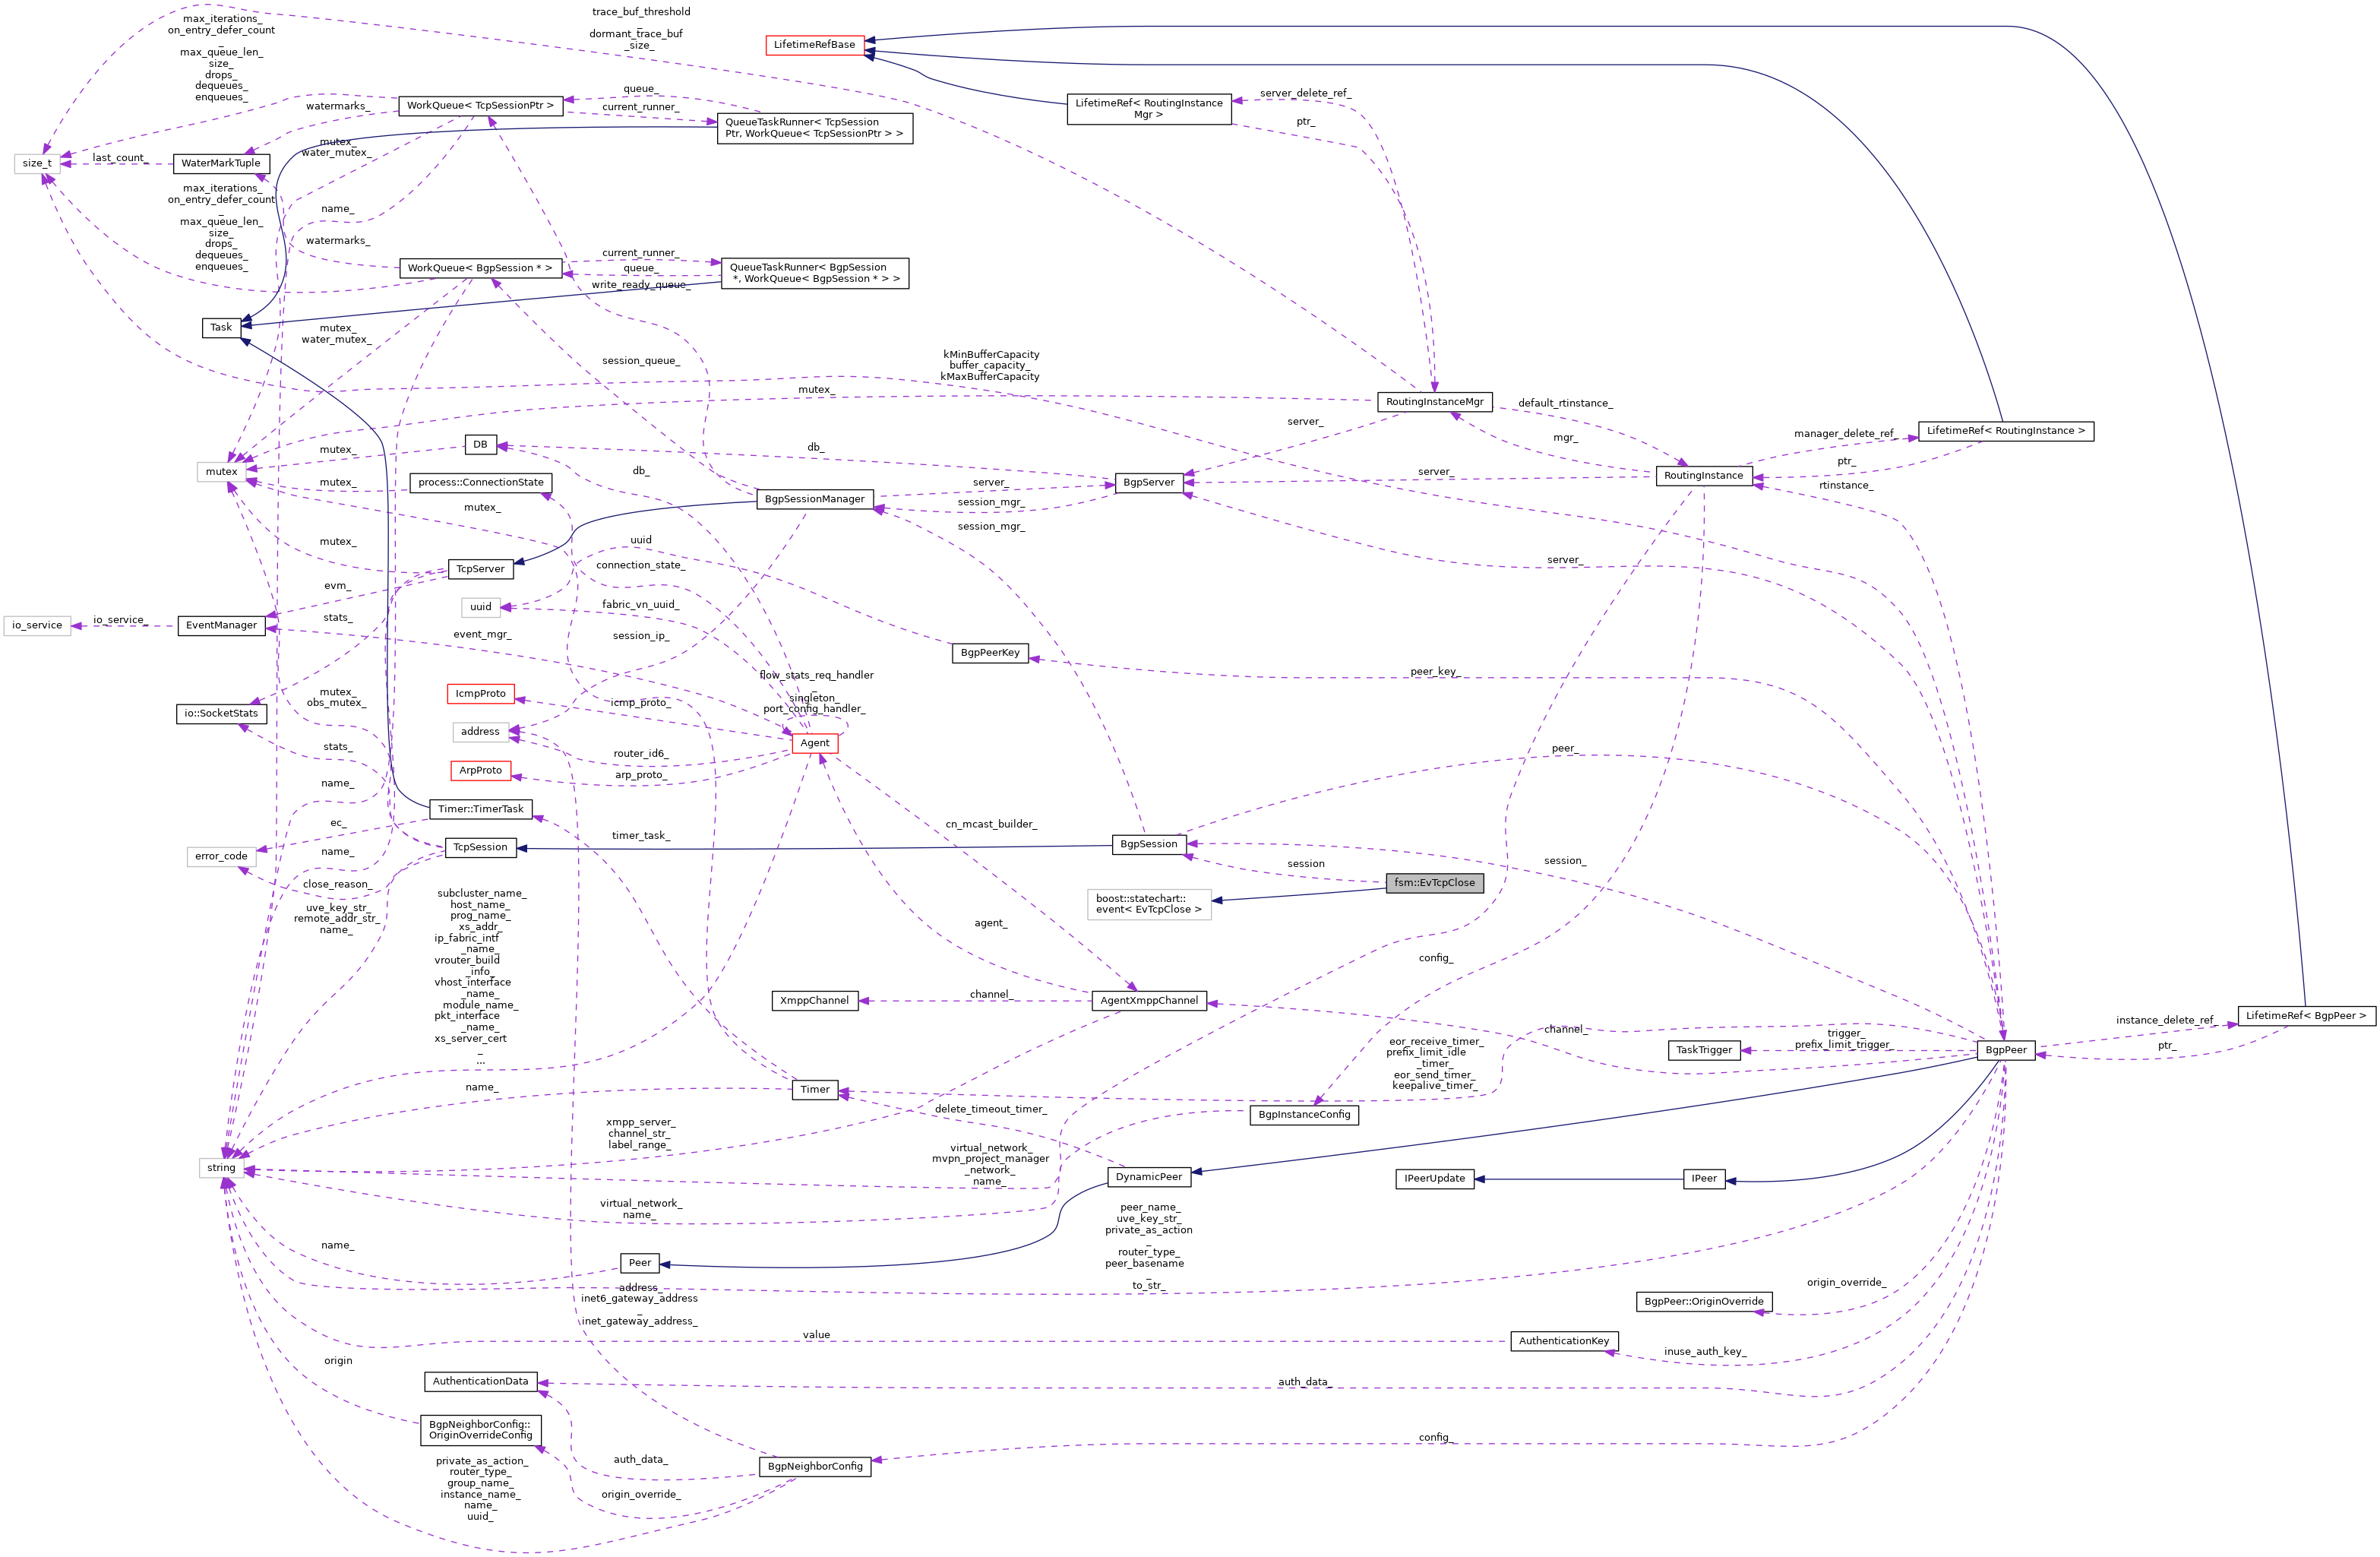 max_iterations_
on_entry_defer_count
_
max_queue_len_
size_
drops_
dequeues_
enqueues_
trace_buf_threshold
_
dormant_trace_buf
_size_
LifetimeRefBase
WorkQueue< TcpSessionPtr >
watermarks_
queue_
current_runner_
QueueTaskRunner< TcpSession
Ptr, WorkQueue< TcpSessionPtr > >
LifetimeRef< RoutingInstance
Mgr >
server_delete_ref_
ptr_
size_t
last_count_
WaterMarkTuple
mutex_
water_mutex_
max_iterations_
on_entry_defer_count
_
max_queue_len_
size_
drops_
dequeues_
enqueues_
name_
watermarks_
WorkQueue< BgpSession * >
current_runner_
queue_
QueueTaskRunner< BgpSession
*, WorkQueue< BgpSession * > >
write_ready_queue_
Task
mutex_
water_mutex_
session_queue_
kMinBufferCapacity
buffer_capacity_
kMaxBufferCapacity
mutex_
RoutingInstanceMgr
default_rtinstance_
server_
mgr_
manager_delete_ref_
LifetimeRef< RoutingInstance >
ptr_
DB
mutex_
db_
db_
mutex
process::ConnectionState
mutex_
mutex_
BgpSessionManager
server_
session_mgr_
BgpServer
server_
RoutingInstance
rtinstance_
session_mgr_
mutex_
TcpServer
uuid
connection_state_
server_
evm_
uuid
fabric_vn_uuid_
io_service
io_service_
EventManager
stats_
event_mgr_
session_ip_
BgpPeerKey
peer_key_
flow_stats_req_handler
_
singleton_
port_config_handler_
IcmpProto
icmp_proto_
mutex_
obs_mutex_
io::SocketStats
address
Agent
router_id6_
stats_
ArpProto
arp_proto_
peer_
name_
Timer::TimerTask
ec_
cn_mcast_builder_
timer_task_
BgpSession
TcpSession
error_code
name_
session
session_
fsm::EvTcpClose
close_reason_
boost::statechart::
event< EvTcpClose >
uve_key_str_
remote_addr_str_
name_
subcluster_name_
host_name_
prog_name_
xs_addr_
ip_fabric_intf
_name_
vrouter_build
_info_
vhost_interface
_name_
module_name_
pkt_interface
_name_
xs_server_cert
_
...
agent_
config_
XmppChannel
channel_
AgentXmppChannel
channel_
LifetimeRef< BgpPeer >
instance_delete_ref_
ptr_
eor_receive_timer_
prefix_limit_idle
_timer_
eor_send_timer_
keepalive_timer_
TaskTrigger
trigger_
prefix_limit_trigger_
BgpPeer
name_
Timer
delete_timeout_timer_
BgpInstanceConfig
xmpp_server_
channel_str_
label_range_
virtual_network_
mvpn_project_manager
_network_
name_
string
DynamicPeer
IPeerUpdate
IPeer
virtual_network_
name_
peer_name_
uve_key_str_
private_as_action
_
router_type_
peer_basename
_
to_str_
name_
Peer
address_
inet6_gateway_address
_
inet_gateway_address_
origin_override_
BgpPeer::OriginOverride
value
AuthenticationKey
inuse_auth_key_
origin
AuthenticationData
auth_data_
BgpNeighborConfig::
OriginOverrideConfig
config_
auth_data_
BgpNeighborConfig
private_as_action_
router_type_
group_name_
instance_name_
name_
uuid_
origin_override_